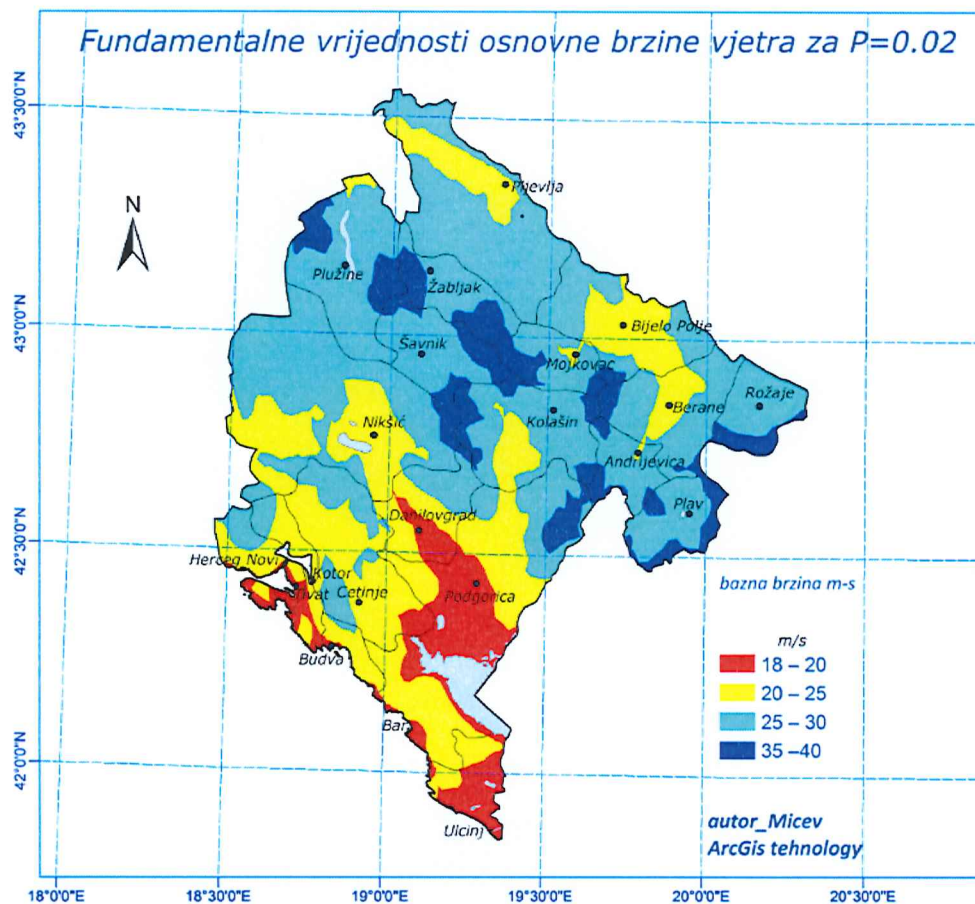 Fundamentalne vrijednosti osnovne brzine vjetra za P=0.02
43°30'0"N
N
Pljevlja
Plužine
Žabljak
43°0'0"N
Bijelo Polje
Šavnik
Mojkovac
Rožaje
Berane
Kolašin
Nikšić
Andrijevica
Plav
Danilovgrad
42°30'0"N
Herceg Novi
Kotor
Tivat
Cetinje
Podgorica
bazna brzina m-s
m/s
18 – 20
20 – 25
25 – 30
35 –40
Budva
Bar
42°0'0"N
Ulcinj
autor_Micev
ArcGis tehnology
18°0'0"E
18°30'0"E
19°0'0"E
19°30'0"E
20°0'0"E
20°30'0"E